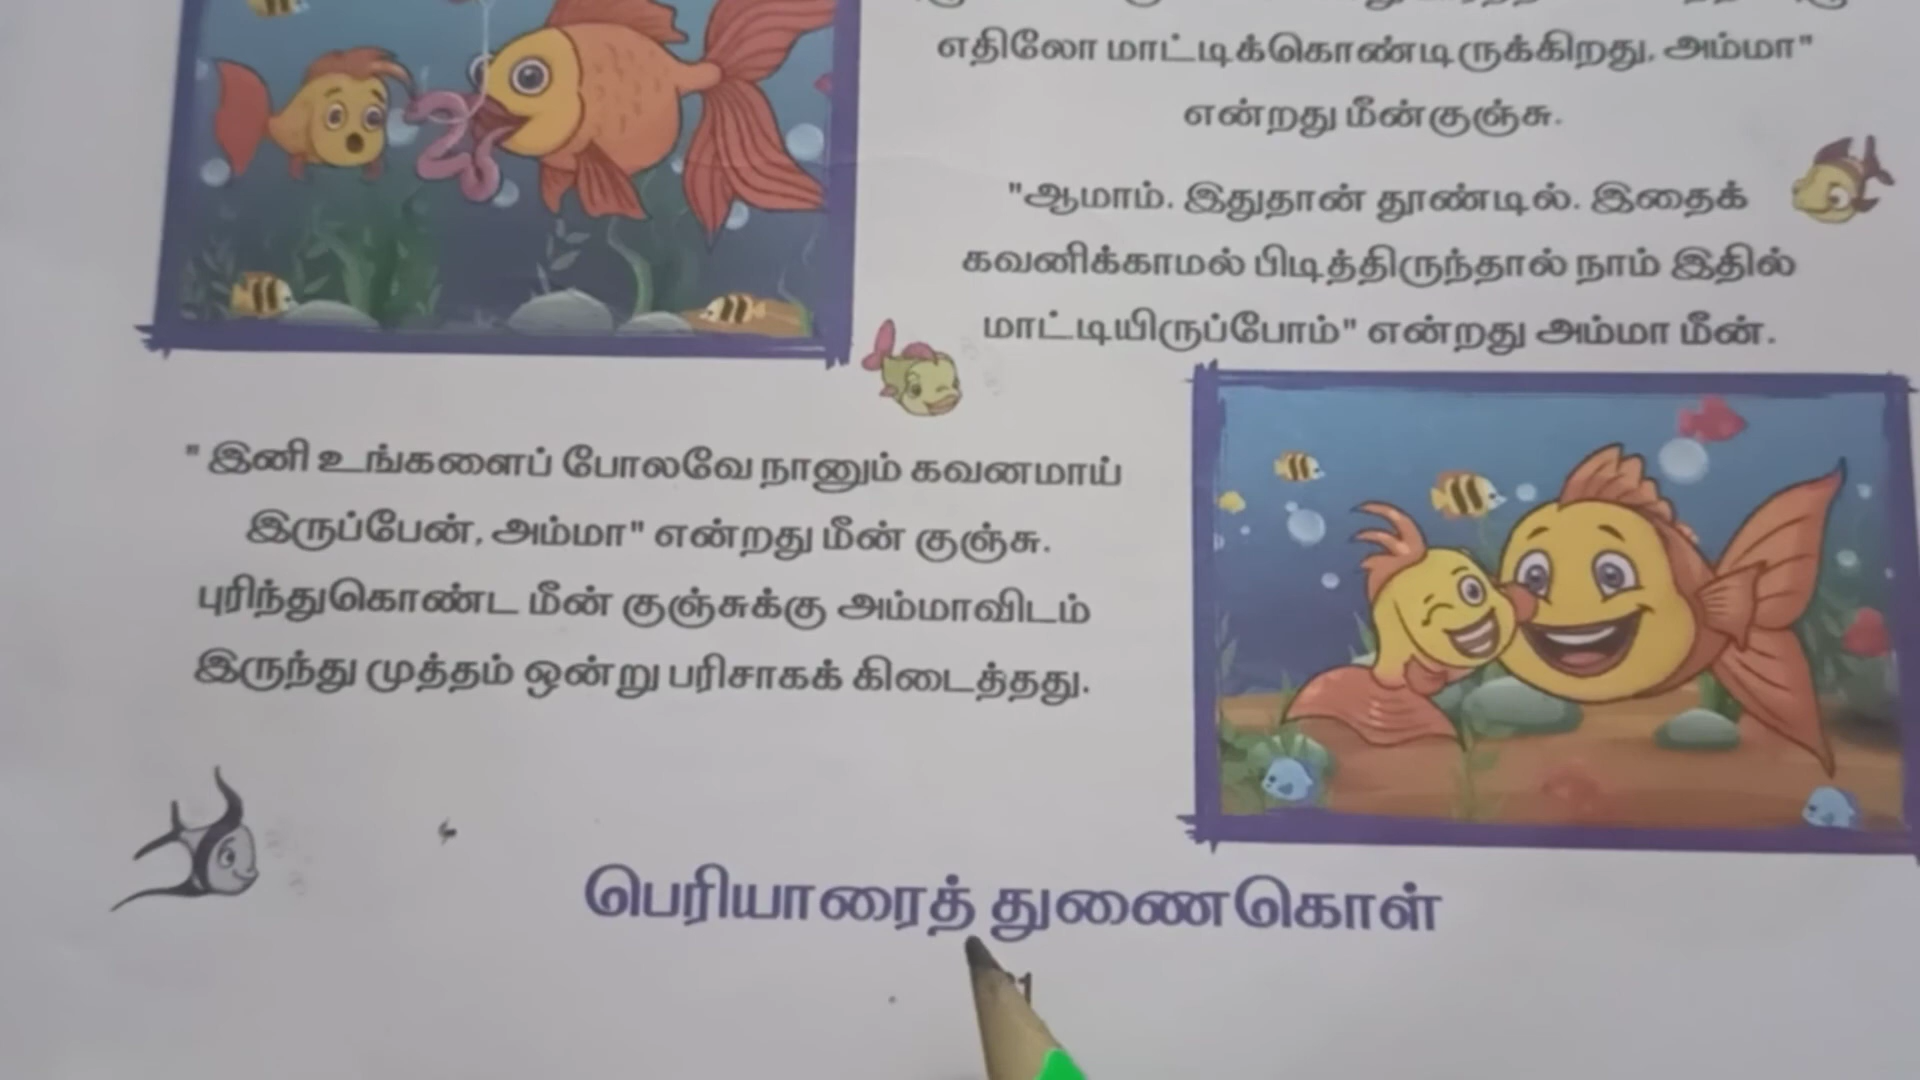 எதிலோ மாட்டிக்கொண்டிருக்கிறது. அம்மா"
என்றது மீன்குஞ்சு.
"ஆமாம். இதுதான் தூண்டில். இதைக்
கவனிக்காமல் பிடித்திருந்தால் நாம் இதில்
மாட்டியிருப்போம்" என்றது அம்மா மீன்.
" இனி உங்களைப் போலவே நானும் கவனமாய்
இருப்பேன், அம்மா" என்றது மீன் குஞ்சு.
புரிந்துகொண்ட மீன் குஞ்சுக்கு அம்மாவிடம்
இருந்து முத்தம் ஒன்று பரிசாகக் கிடைத்தது.
பெரியாரைத் துணைகொள்